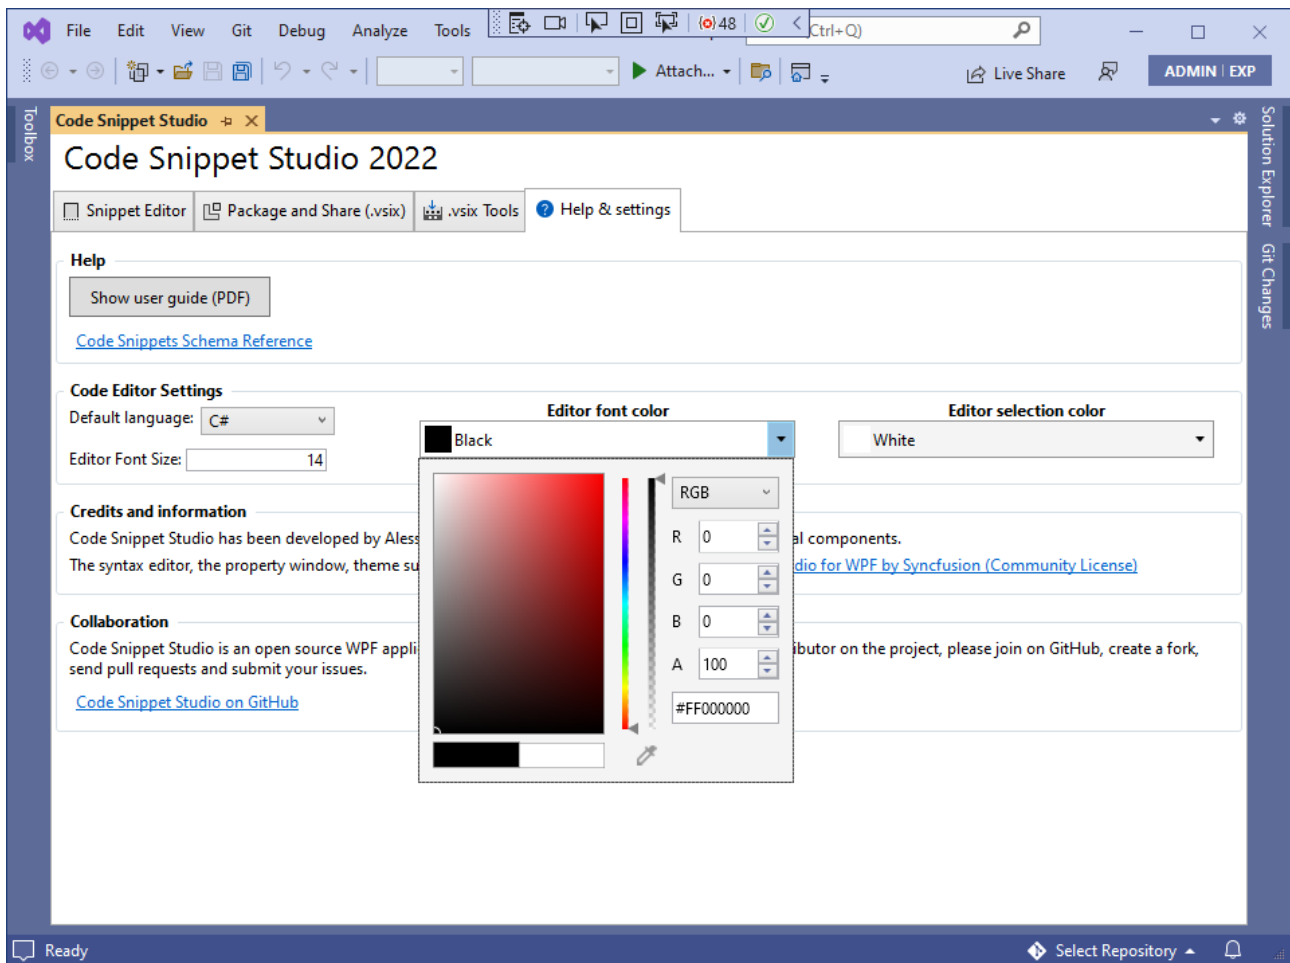 File Edit View Git Debug Analyze Tools 48 Ctrl+Q)
Attach... Live Share ADMIN EXP
Toolbox
Code Snippet Studio
Code Snippet Studio 2022
Snippet Editor Package and Share (.vsix) .vsix Tools Help & settings
Help
Show user guide (PDF)
Code Snippets Schema Reference
Code Editor Settings
Default language: C#
Editor Font Size: 14
Editor font color
Black
Editor selection color
White
RGB
R 0
G 0
B 0
A 100
#FF000000
Credits and information
Code Snippet Studio has been developed by Aless al components.
The syntax editor, the property window, theme su dio for WPF by Syncfusion (Community License)
Collaboration
Code Snippet Studio is an open source WPF appli ibutor on the project, please join on GitHub, create a fork,
send pull requests and submit your issues.
Code Snippet Studio on GitHub
Solution Explorer
Git Changes
Ready Select Repository